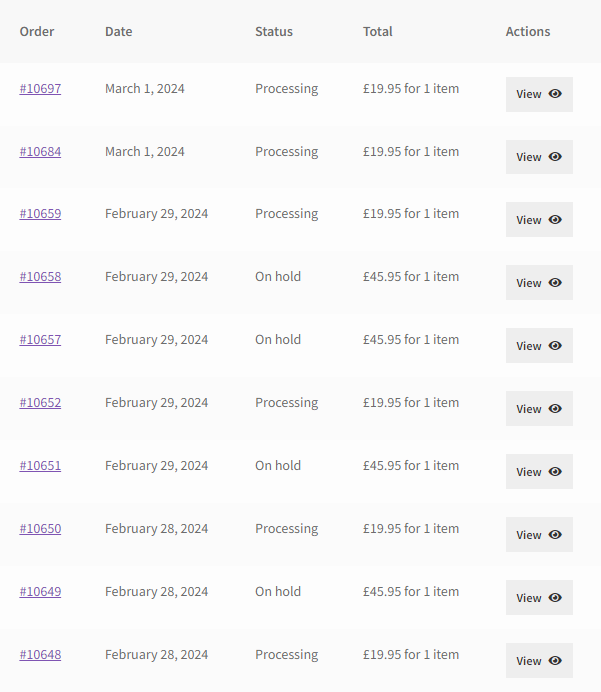 Order Date Status Total Actions
#10697 March 1, 2024 Processing £19.95 for 1 item View
#10684 March 1, 2024 Processing £19.95 for 1 item View
#10659 February 29, 2024 Processing £19.95 for 1 item View
#10658 February 29, 2024 On hold £45.95 for 1 item View
#10657 February 29, 2024 On hold £45.95 for 1 item View
#10652 February 29, 2024 Processing £19.95 for 1 item View
#10651 February 29, 2024 On hold £45.95 for 1 item View
#10650 February 28, 2024 Processing £19.95 for 1 item View
#10649 February 28, 2024 On hold £45.95 for 1 item View
#10648 February 28, 2024 Processing £19.95 for 1 item View